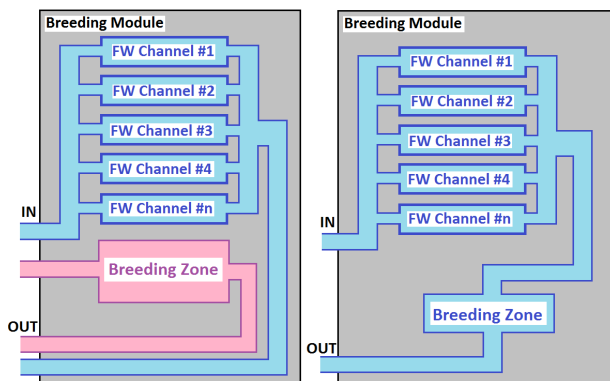 Breeding Module
FW Channel #1
FW Channel #2
FW Channel #3
FW Channel #4
FW Channel #n
IN
Breeding Zone
OUT
Breeding Module
FW Channel #1
FW Channel #2
FW Channel #3
FW Channel #4
FW Channel #n
IN
Breeding Zone
OUT